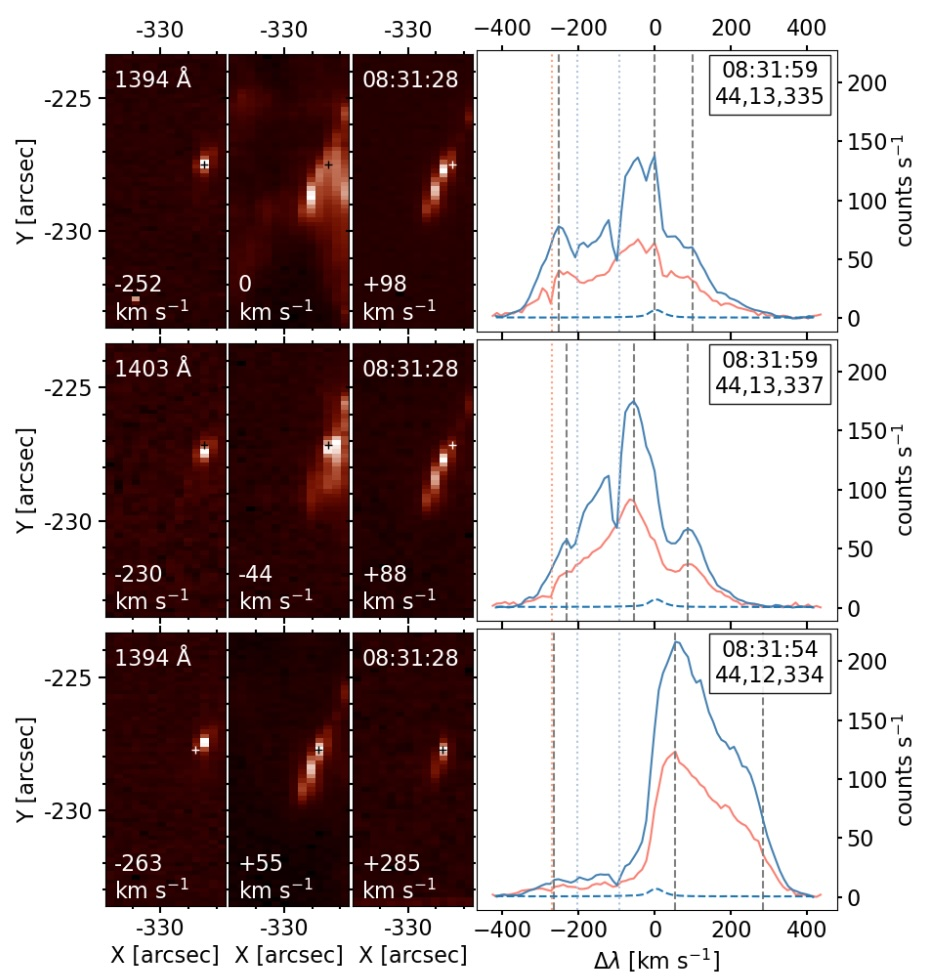 -330 -330 -330 −400 −200 0 200 400
1394 Å 08:31:28 08:31:59
44,13,335
-225
-230
Y [arcsec]
-252 0 +98
km s⁻¹ km s⁻¹ km s⁻¹
200
150
100
50
0
counts s⁻¹
1403 Å 08:31:28 08:31:59
44,13,337
-225
-230
Y [arcsec]
-230 -44 +88
km s⁻¹ km s⁻¹ km s⁻¹
200
150
100
50
0
counts s⁻¹
1394 Å 08:31:28 08:31:54
44,12,334
-225
-230
Y [arcsec]
-263 +55 +285
km s⁻¹ km s⁻¹ km s⁻¹
200
150
100
50
0
counts s⁻¹
-330 -330 -330 −400 −200 0 200 400
X [arcsec] X [arcsec] X [arcsec] Δλ [km s⁻¹]